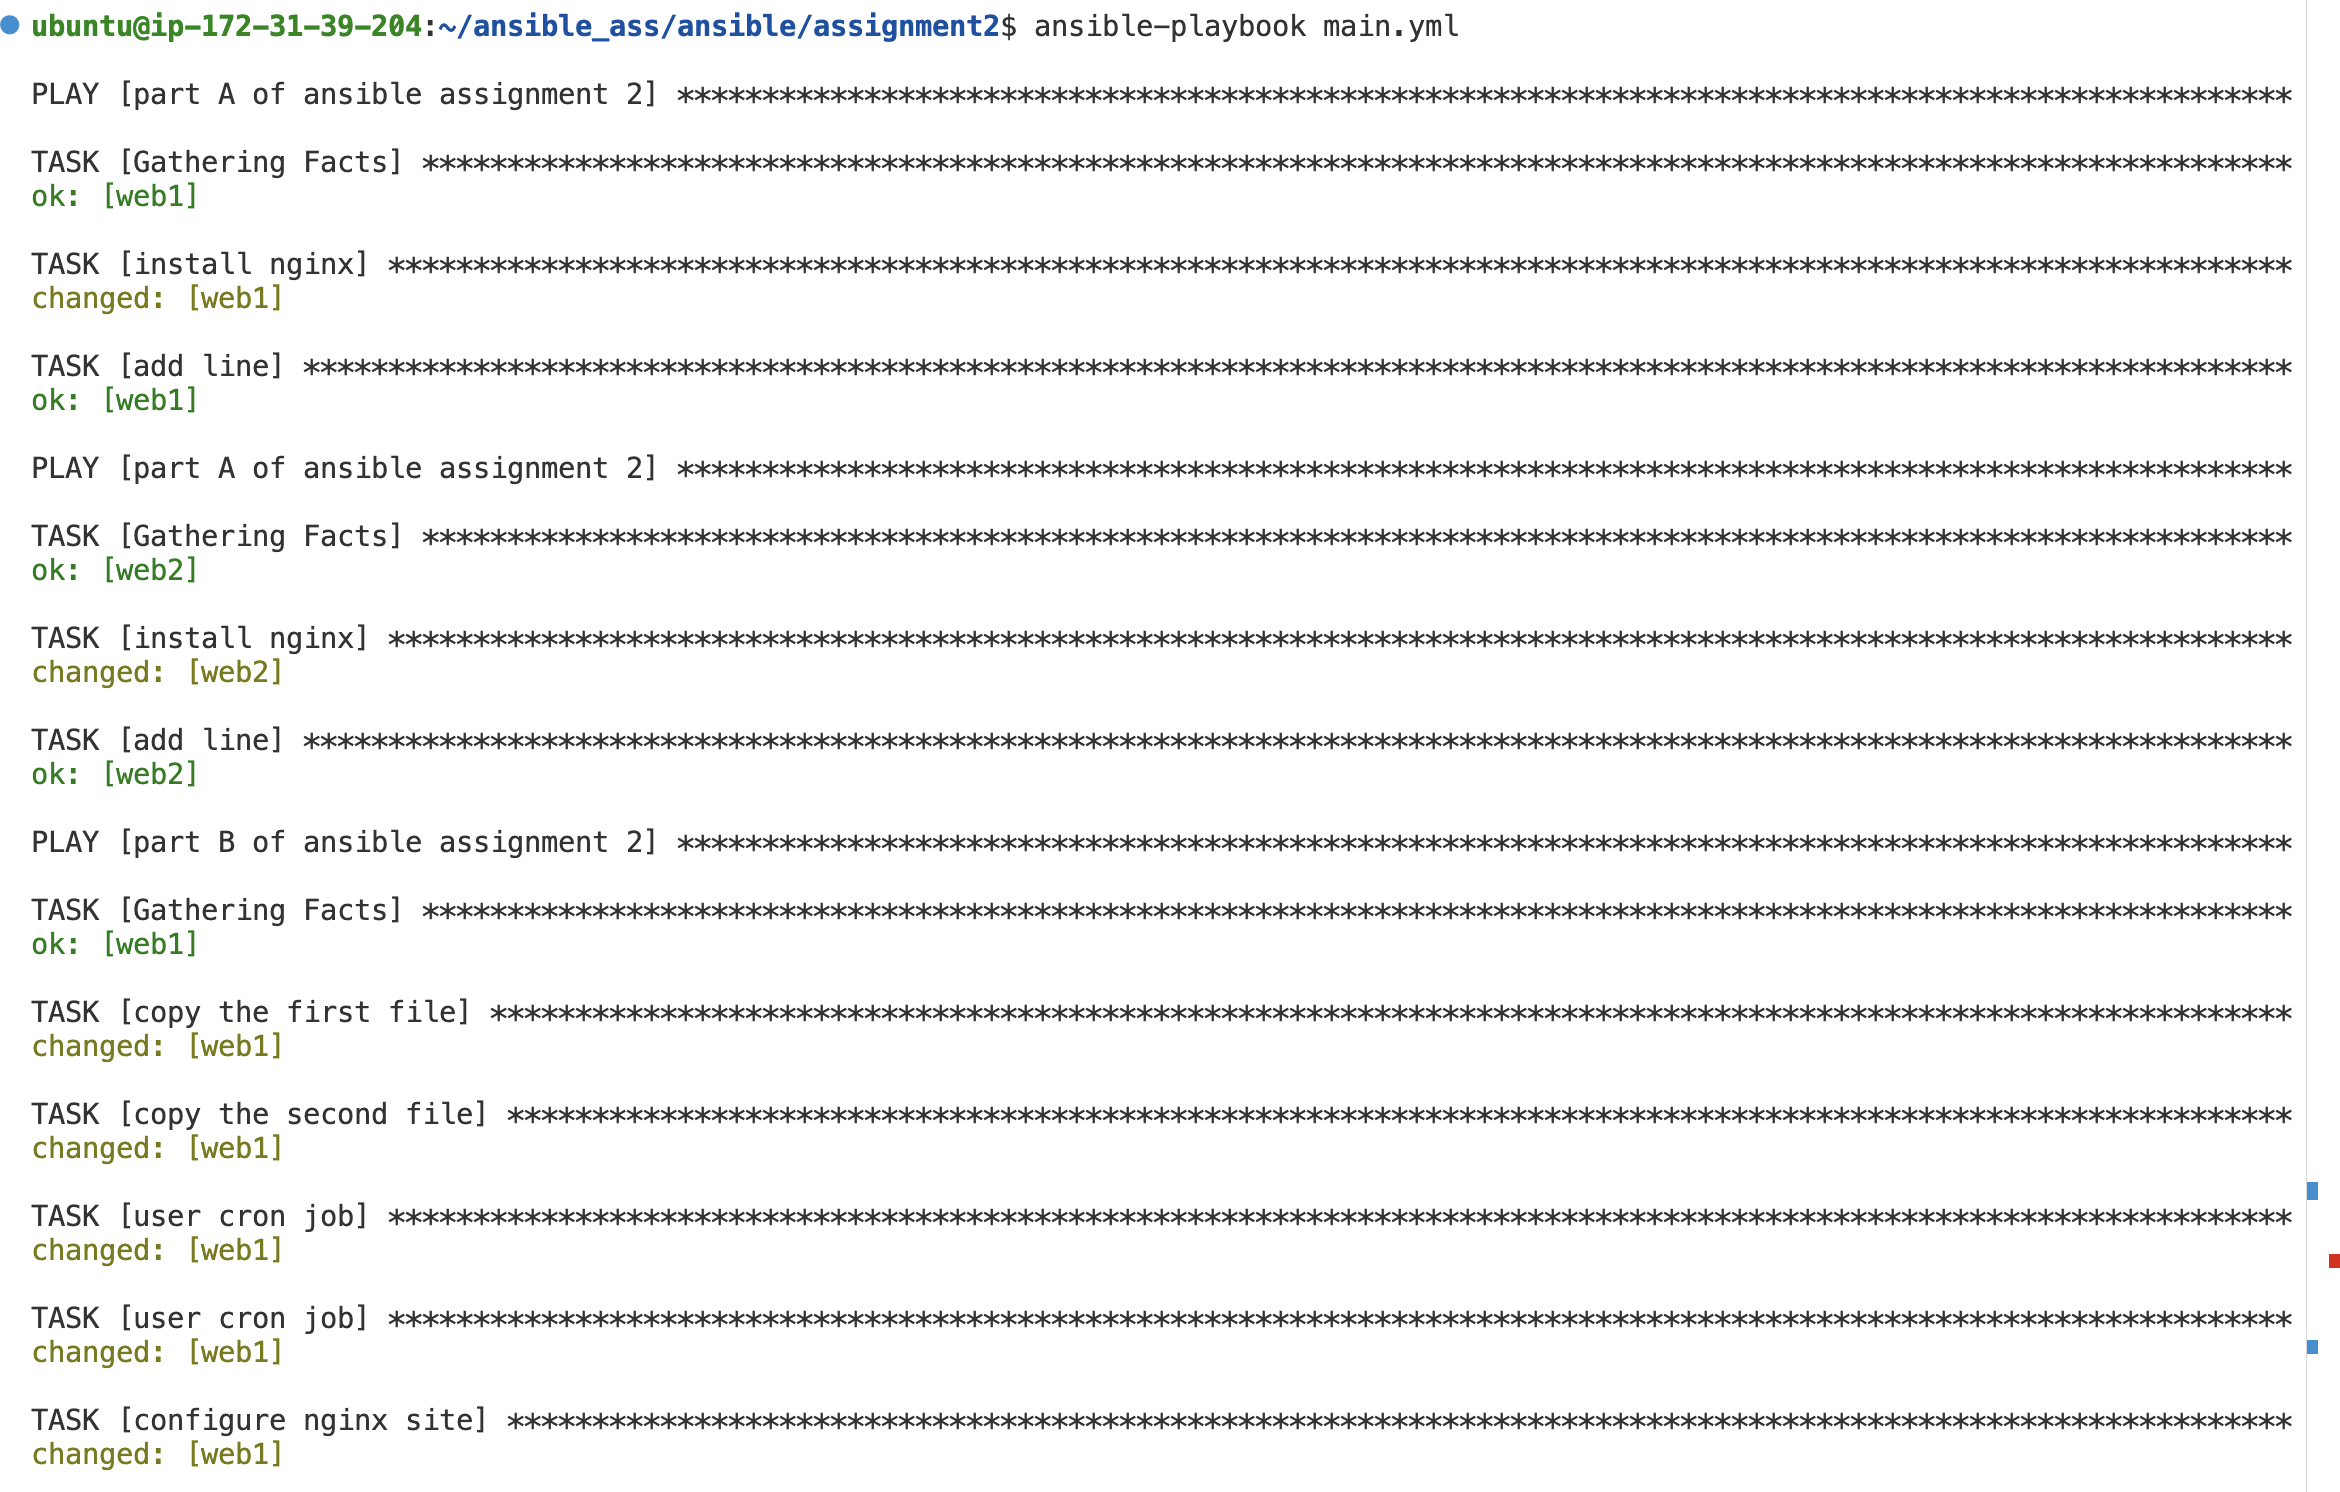 ubuntu@ip-172-31-39-204:~/ansible_ass/ansible/assignment2$ ansible-playbook main.yml
PLAY [part A of ansible assignment 2] ***********************************************************************************************
TASK [Gathering Facts] **************************************************************************************************************
ok: [web1]
TASK [install nginx] ****************************************************************************************************************
changed: [web1]
TASK [add line] *********************************************************************************************************************
ok: [web1]
PLAY [part A of ansible assignment 2] ***********************************************************************************************
TASK [Gathering Facts] **************************************************************************************************************
ok: [web2]
TASK [install nginx] ****************************************************************************************************************
changed: [web2]
TASK [add line] *********************************************************************************************************************
ok: [web2]
PLAY [part B of ansible assignment 2] ***********************************************************************************************
TASK [Gathering Facts] **************************************************************************************************************
ok: [web1]
TASK [copy the first file] **********************************************************************************************************
changed: [web1]
TASK [copy the second file] *********************************************************************************************************
changed: [web1]
TASK [user cron job] ****************************************************************************************************************
changed: [web1]
TASK [user cron job] ****************************************************************************************************************
changed: [web1]
TASK [configure nginx site] *********************************************************************************************************
changed: [web1]